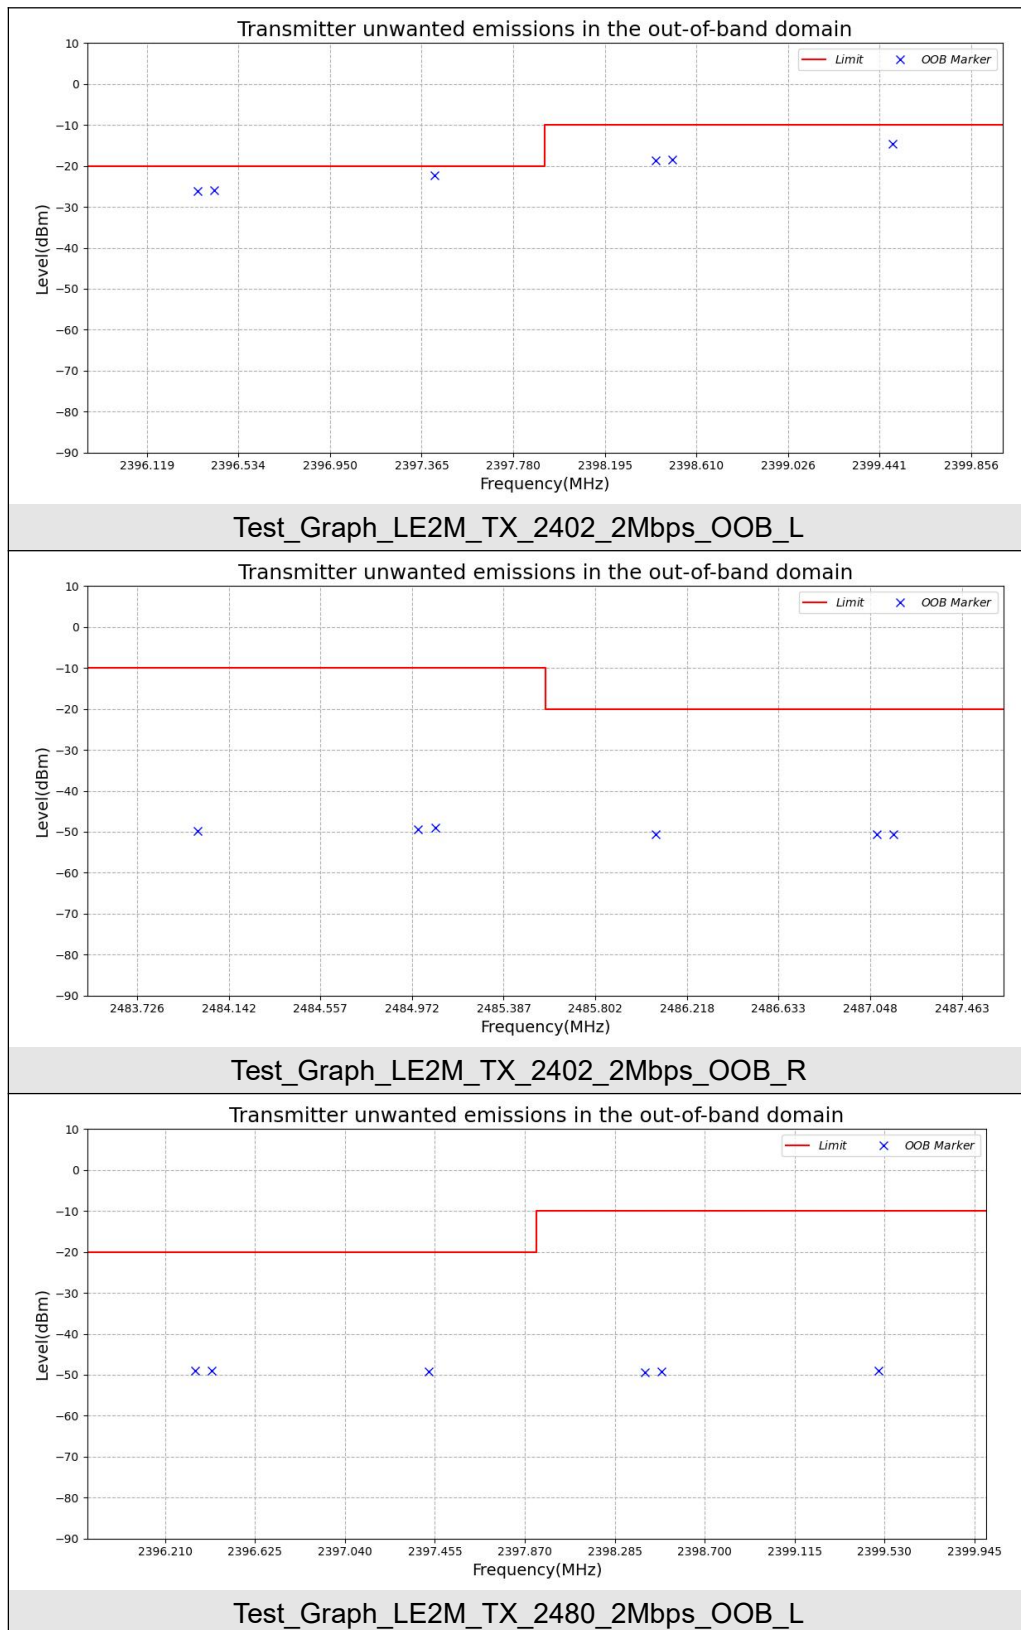 Transmitter unwanted emissions in the out-of-band domain
Limit OOB Marker
10
0
−10
−20
−30
−40
−50
−60
−70
−80
−90
Level(dBm)
2396.119 2396.534 2396.950 2397.365 2397.780 2398.195 2398.610 2399.026 2399.441 2399.856
Frequency(MHz)
Test_Graph_LE2M_TX_2402_2Mbps_OOB_L
Transmitter unwanted emissions in the out-of-band domain
Limit OOB Marker
10
0
−10
−20
−30
−40
−50
−60
−70
−80
−90
Level(dBm)
2483.726 2484.142 2484.557 2484.972 2485.387 2485.802 2486.218 2486.633 2487.048 2487.463
Frequency(MHz)
Test_Graph_LE2M_TX_2402_2Mbps_OOB_R
Transmitter unwanted emissions in the out-of-band domain
Limit OOB Marker
10
0
−10
−20
−30
−40
−50
−60
−70
−80
−90
Level(dBm)
2396.210 2396.625 2397.040 2397.455 2397.870 2398.285 2398.700 2399.115 2399.530 2399.945
Frequency(MHz)
Test_Graph_LE2M_TX_2480_2Mbps_OOB_L